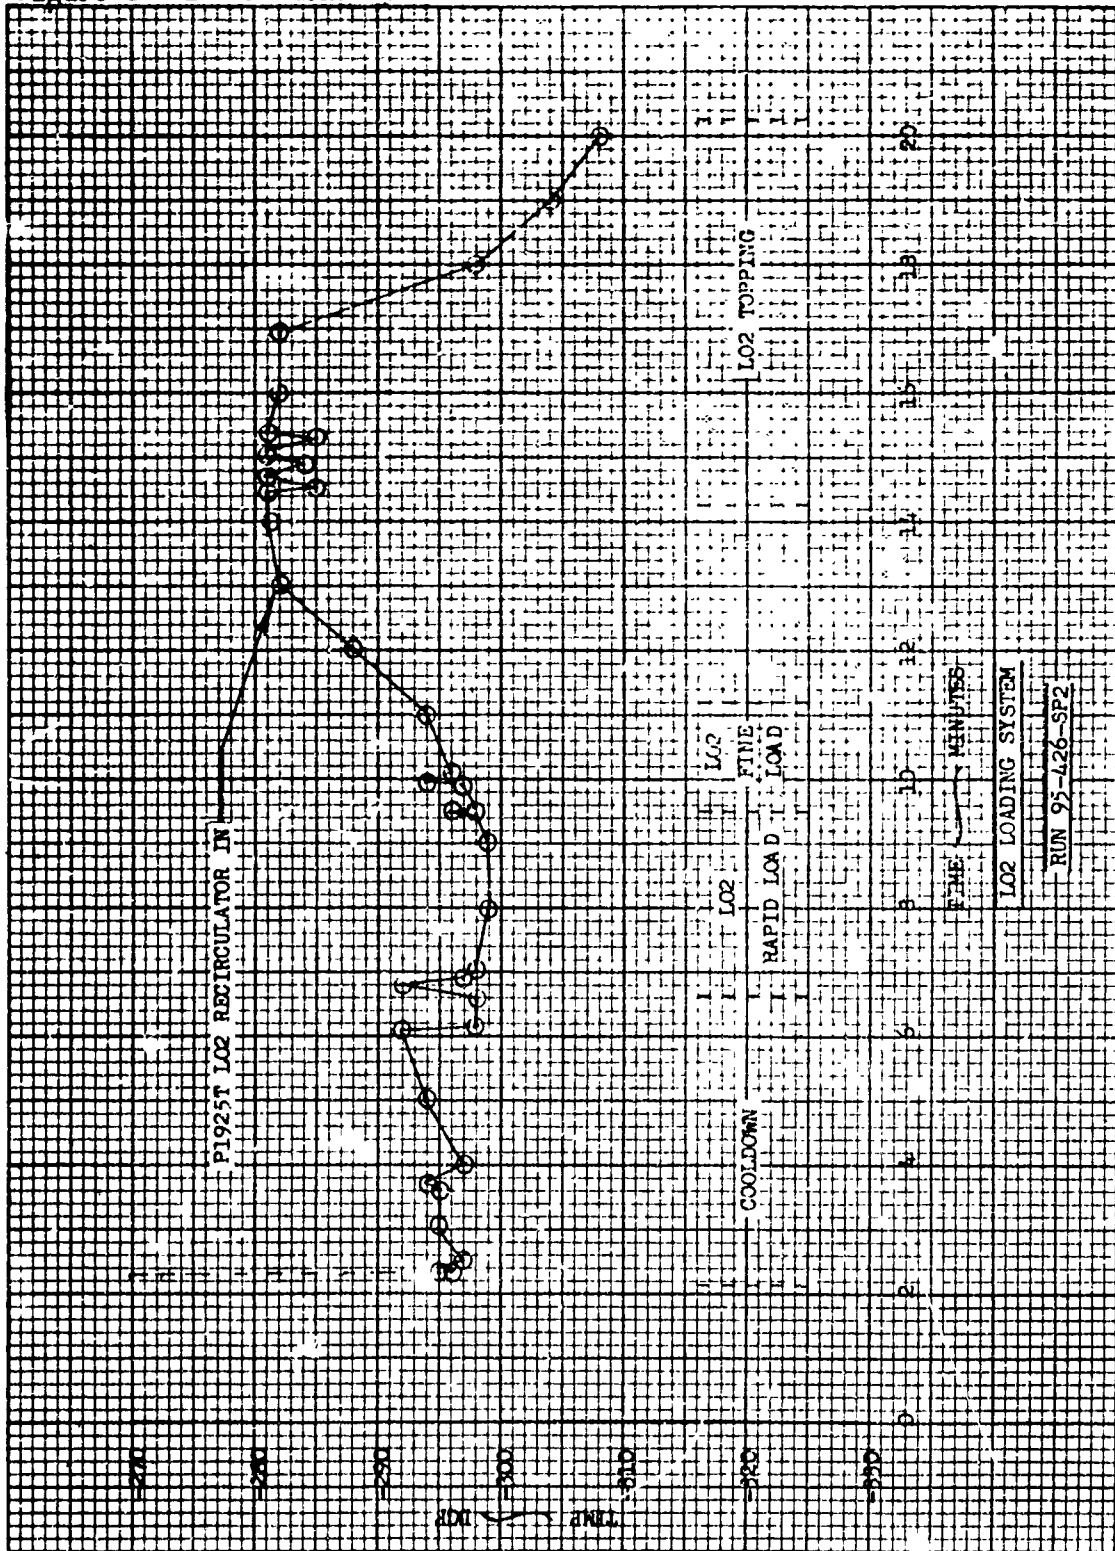 P1925T LO2 RECIRCULATOR IN
-270
-280
-290
-300
-310
-320
-330
TEMP
COOLDOWN
LO2
RAPID LOAD
LO2
FINE
LOAD
LO2 TOPPING
0 2 4 6 8 10 12 14 16 18 20
TIME MINUTES
LO2 LOADING SYSTEM
RUN 95-426-SP2